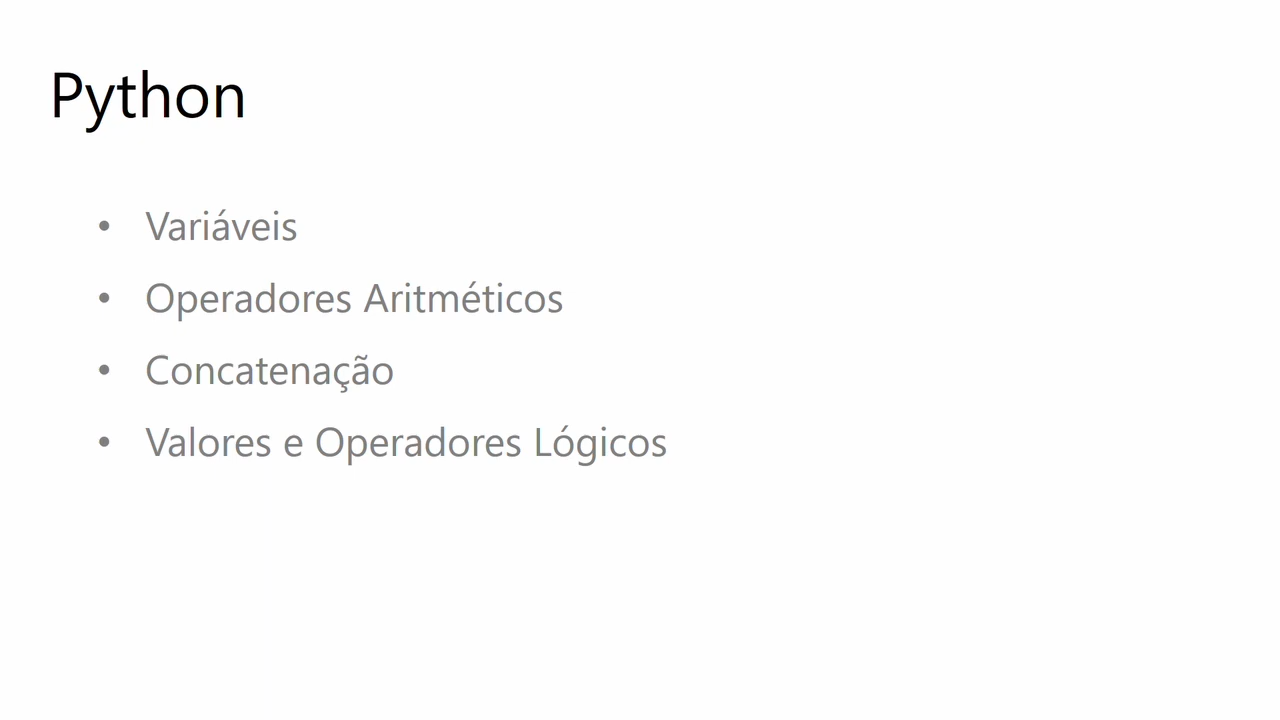 Python
• Variáveis
• Operadores Aritméticos
• Concatenação
• Valores e Operadores Lógicos